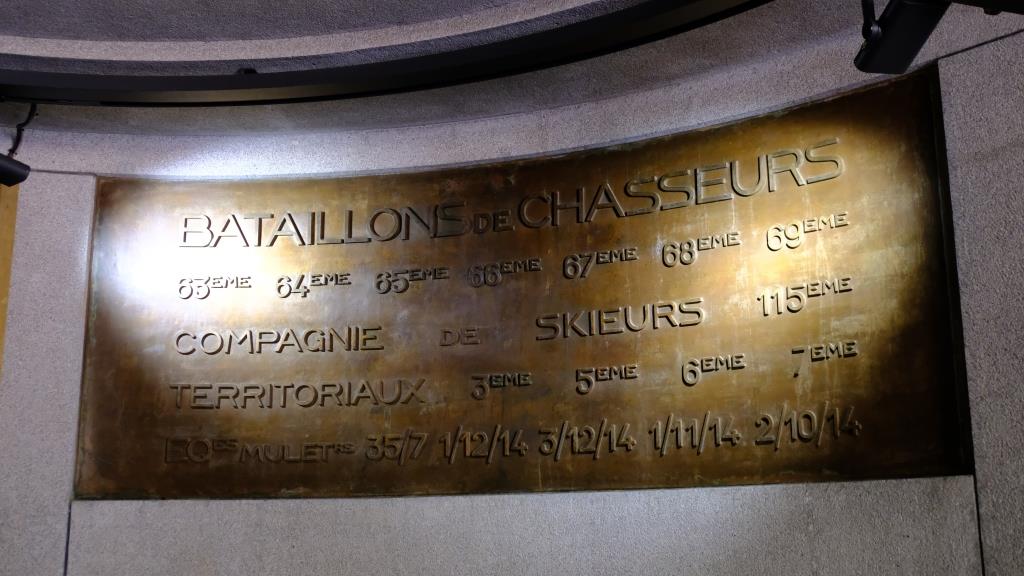 BATAILLONS DE CHASSEURS
63EME 64EME 65EME 66EME 67EME 68EME 69EME
COMPAGNIE DE SKIEURS 115EME
TERRITORIAUX 3EME 5EME 6EME 7EME
EQES MULETRS 35/7 1/12/14 3/12/14 1/11/14 2/10/14